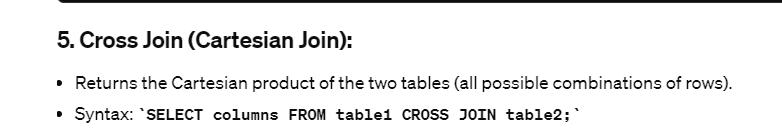 5. Cross Join (Cartesian Join):
• Returns the Cartesian product of the two tables (all possible combinations of rows).
• Syntax: `SELECT columns FROM table1 CROSS JOIN table2;`